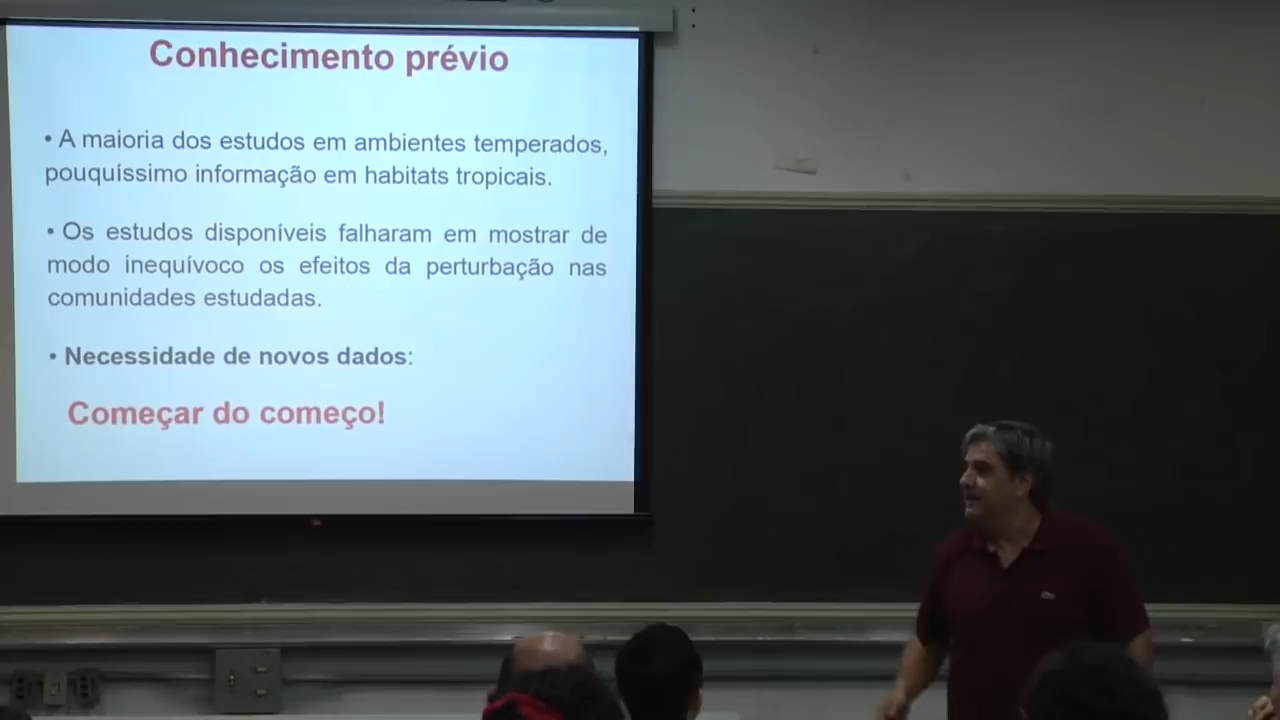 Conhecimento prévio
• A maioria dos estudos em ambientes temperados,
pouquíssimo informação em habitats tropicais.
• Os estudos disponíveis falharam em mostrar de
modo inequívoco os efeitos da perturbação nas
comunidades estudadas.
• Necessidade de novos dados:
Começar do começo!